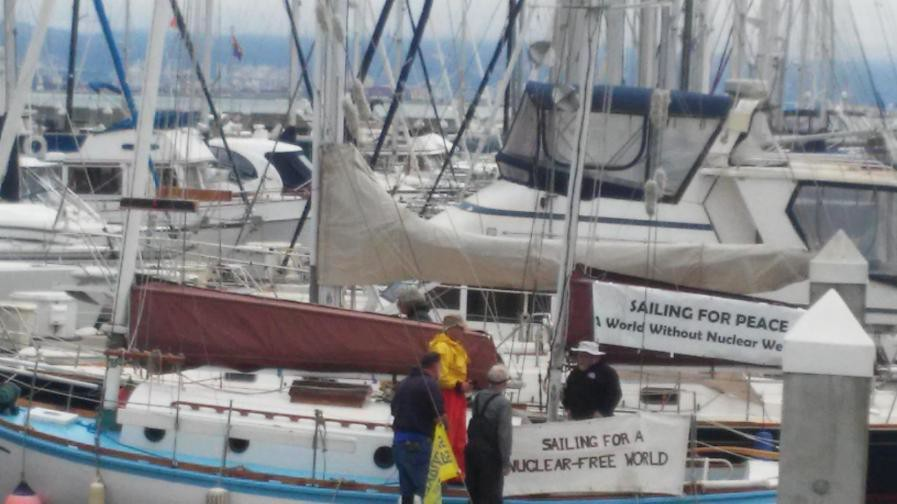 SAILING FOR PEACE
A World Without Nuclear We
SAILING FOR A
NUCLEAR-FREE WORLD